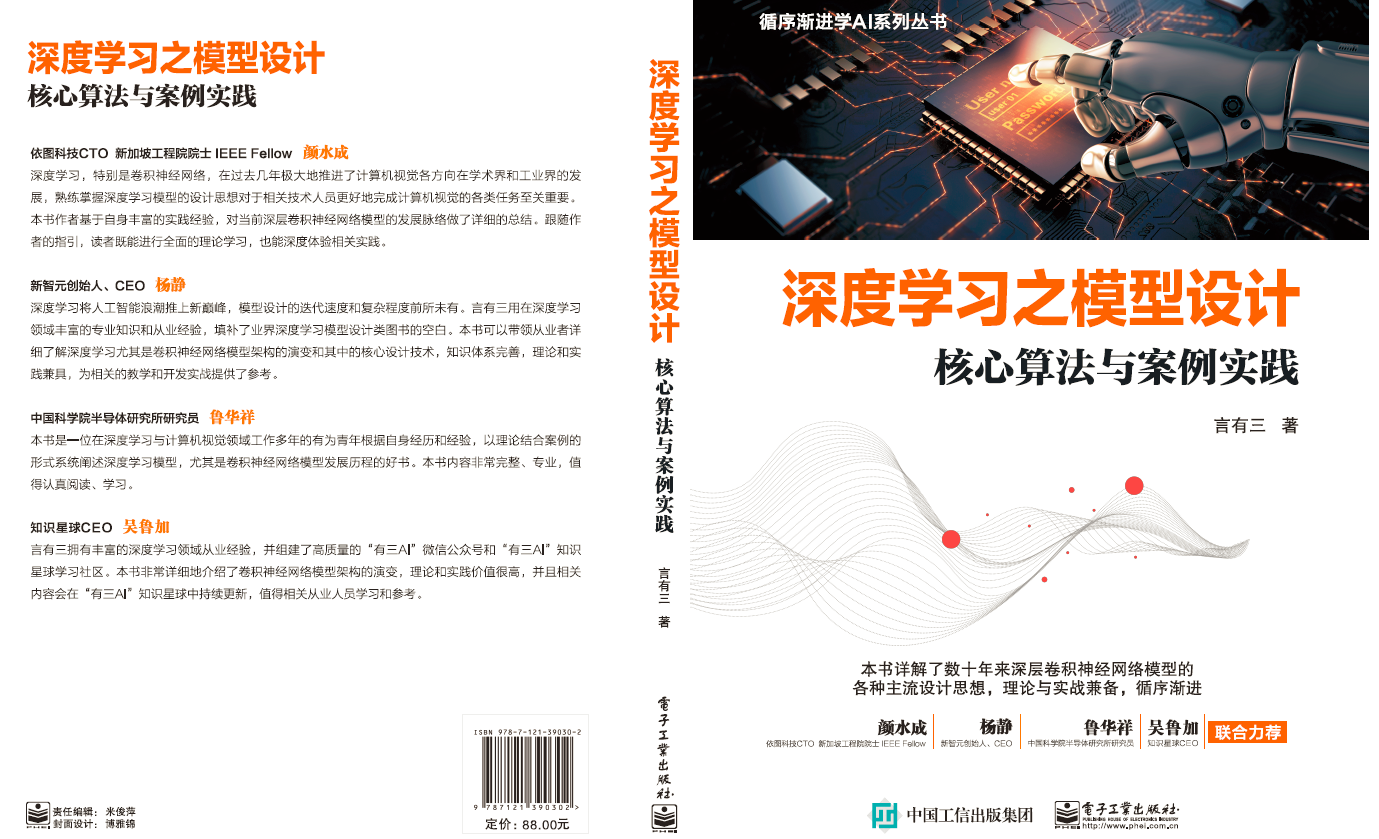 深度学习之模型设计
核心算法与案例实践
依图科技CTO 新加坡工程院院士 IEEE Fellow 颜水成
深度学习，特别是卷积神经网络，在过去几年极大地推进了计算机视觉各方向在学术界和工业界的发
展，熟练掌握深度学习模型的设计思想对于相关技术人员更好地完成计算机视觉的各类任务至关重要。
本书作者基于自身丰富的实践经验，对当前深层卷积神经网络模型的发展脉络做了详细的总结。跟随作
者的指引，读者既能进行全面的理论学习，也能深度体验相关实践。
新智元创始人、CEO 杨静
深度学习将人工智能浪潮推上新巅峰，模型设计的迭代速度和复杂程度前所未有。言有三用在深度学习
领域丰富的专业知识和从业经验，填补了业界深度学习模型设计类图书的空白。本书可以带领从业者详
细了解深度学习尤其是卷积神经网络模型架构的演变和其中的核心设计技术，知识体系完善，理论和实
践兼具，为相关的教学和开发实战提供了参考。
中国科学院半导体研究所研究员 鲁华祥
本书是一位在深度学习与计算机视觉领域工作多年的有为青年根据自身经历和经验，以理论结合案例的
形式系统阐述深度学习模型，尤其是卷积神经网络模型发展历程的好书。本书内容非常完整、专业，值
得认真阅读、学习。
知识星球CEO 吴鲁加
言有三拥有丰富的深度学习领域从业经验，并组建了高质量的“有三AI”微信公众号和“有三AI”知识
星球学习社区。本书非常详细地介绍了卷积神经网络模型架构的演变，理论和实践价值很高，并且相关
内容会在“有三AI”知识星球中持续更新，值得相关从业人员学习和参考。
ISBN 978-7-121-39030-2
9 787121 390302 >
定价：88.00元
PHEI
责任编辑：米俊萍
封面设计：博雅锦
深度学习之模型设计
核心算法与案例实践
言有三 著
电子工业出版社
PHEI
循序渐进学AI系列丛书
User n
user 01
Password
深度学习之模型设计
核心算法与案例实践
言有三 著
本书详解了数十年来深层卷积神经网络模型的
各种主流设计思想，理论与实战兼备，循序渐进
颜水成 杨静 鲁华祥 吴鲁加 联合力荐
依图科技CTO 新加坡工程院院士 IEEE Fellow 新智元创始人、CEO 中国科学院半导体研究所研究员 知识星球CEO
中国工信出版集团
電子工業出版社
PUBLISHING HOUSE OF ELECTRONICS INDUSTRY
PHEI http://www.phei.com.cn